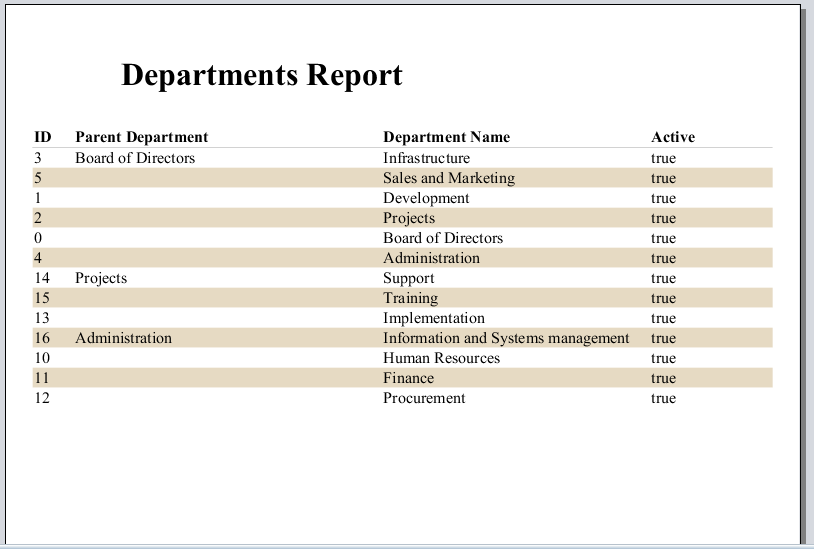 Departments Report
ID Parent Department Department Name Active
3 Board of Directors Infrastructure true
5 Sales and Marketing true
1 Development true
2 Projects true
0 Board of Directors true
4 Administration true
14 Projects Support true
15 Training true
13 Implementation true
16 Administration Information and Systems management true
10 Human Resources true
11 Finance true
12 Procurement true